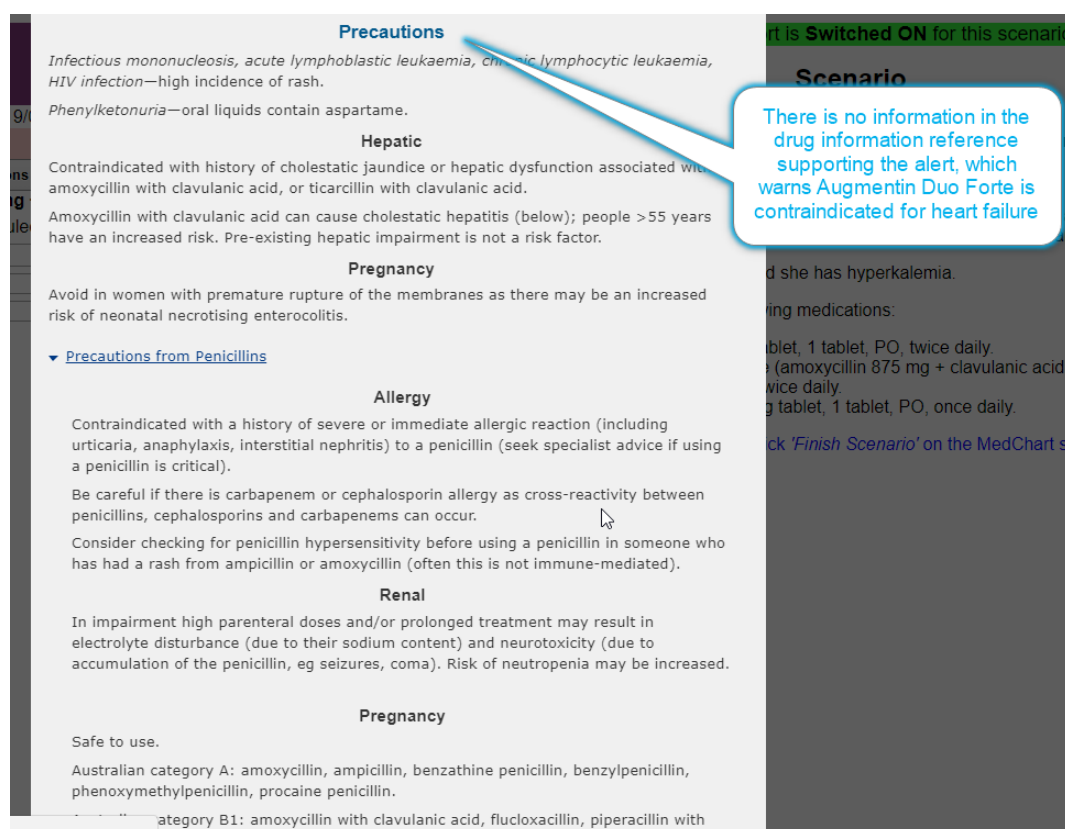 Precautions
Infectious mononucleosis, acute lymphoblastic leukaemia, chronic lymphocytic leukaemia,
HIV infection—high incidence of rash.
Phenylketonuria—oral liquids contain aspartame.
Hepatic
Contraindicated with history of cholestatic jaundice or hepatic dysfunction associated with
amoxycillin with clavulanic acid, or ticarcillin with clavulanic acid.
Amoxycillin with clavulanic acid can cause cholestatic hepatitis (below); people >55 years
have an increased risk. Pre-existing hepatic impairment is not a risk factor.
Pregnancy
Avoid in women with premature rupture of the membranes as there may be an increased
risk of neonatal necrotising enterocolitis.
Precautions from Penicillins
Allergy
Contraindicated with a history of severe or immediate allergic reaction (including
urticaria, anaphylaxis, interstitial nephritis) to a penicillin (seek specialist advice if using
a penicillin is critical).
Be careful if there is carbapenem or cephalosporin allergy as cross-reactivity between
penicillins, cephalosporins and carbapenems can occur.
Consider checking for penicillin hypersensitivity before using a penicillin in someone who
has had a rash from ampicillin or amoxycillin (often this is not immune-mediated).
Renal
In impairment high parenteral doses and/or prolonged treatment may result in
electrolyte disturbance (due to their sodium content) and neurotoxicity (due to
accumulation of the penicillin, eg seizures, coma). Risk of neutropenia may be increased.
Pregnancy
Safe to use.
Australian category A: amoxycillin, ampicillin, benzathine penicillin, benzylpenicillin,
phenoxymethylpenicillin, procaine penicillin.
category B1: amoxycillin with clavulanic acid, flucloxacillin, piperacillin with
There is no information in the
drug information reference
supporting the alert, which
warns Augmentin Duo Forte is
contraindicated for heart failure
rt is Switched ON for this scenario
Scenario
d she has hyperkalemia.
ing medications:
ablet, 1 tablet, PO, twice daily.
(amoxycillin 875 mg + clavulanic acid
wice daily.
g tablet, 1 tablet, PO, once daily.
ick 'Finish Scenario' on the MedChart s